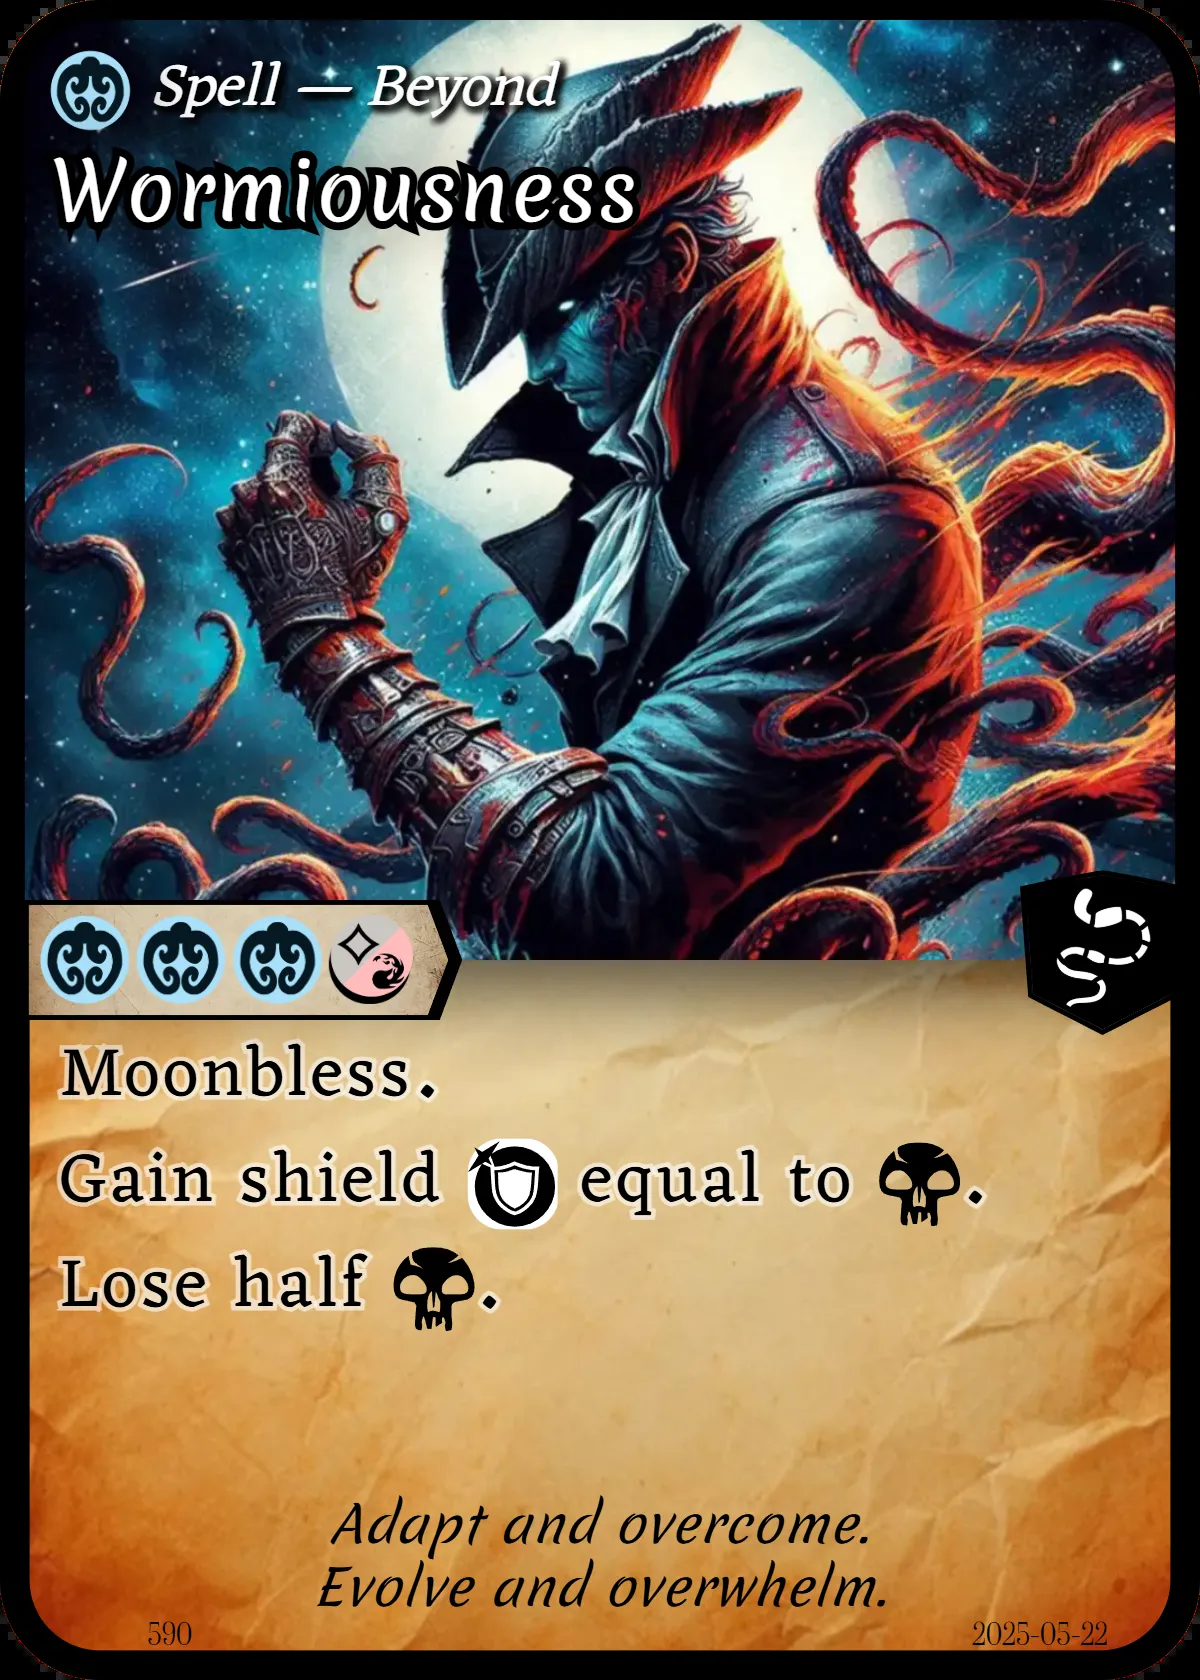 Spell — Beyond
Wormiousness
Moonbless.
Gain shield equal to .
Lose half .
Adapt and overcome.
Evolve and overwhelm.
590 2025-05-22